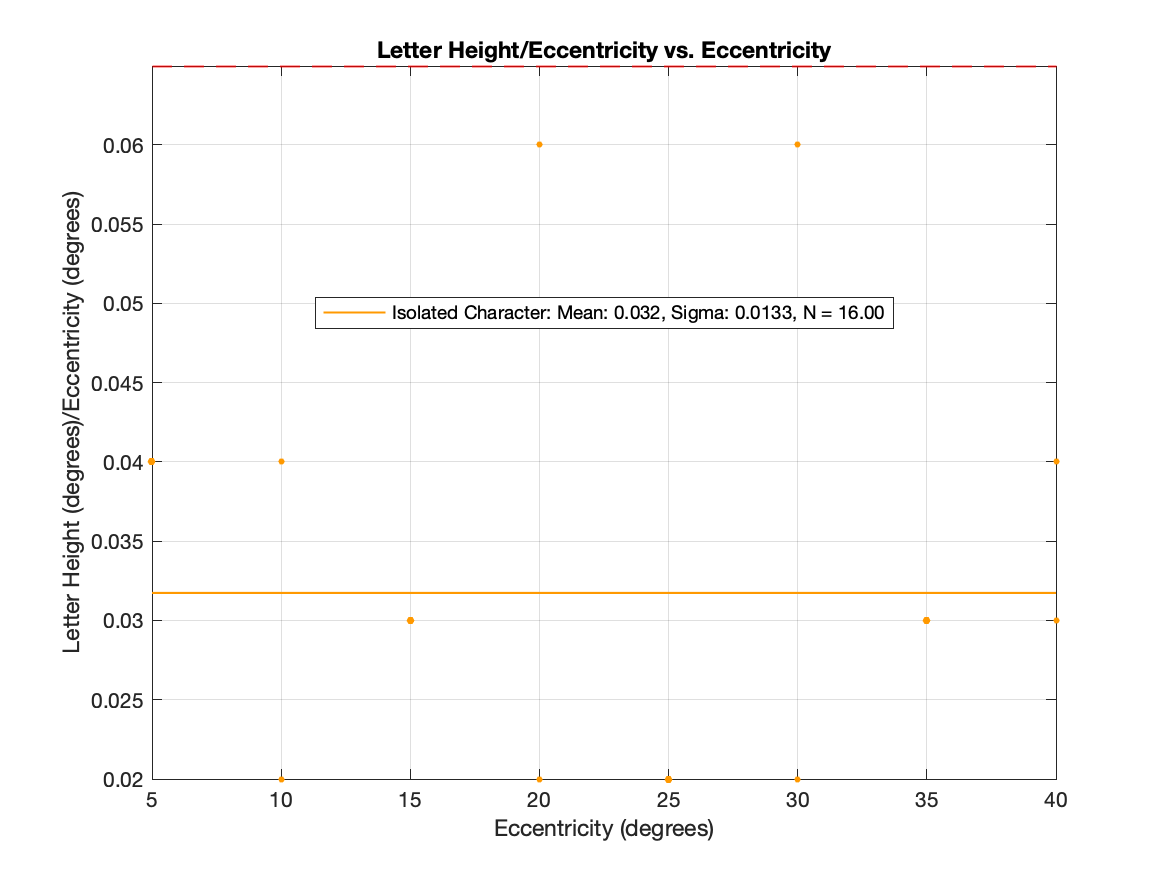 Letter Height/Eccentricity vs. Eccentricity
0.06
0.055
0.05
0.045
0.04
0.035
0.03
0.025
0.02
Letter Height (degrees)/Eccentricity (degrees)
Isolated Character: Mean: 0.032, Sigma: 0.0133, N = 16.00
5 10 15 20 25 30 35 40
Eccentricity (degrees)